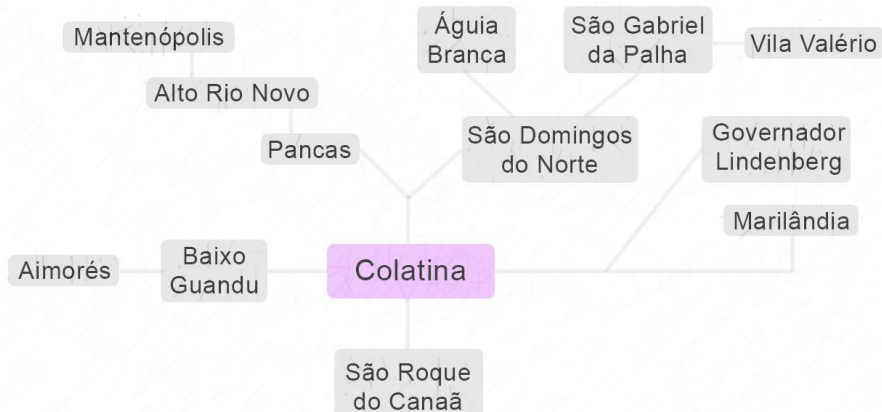 Mantenópolis
Águia
Branca
São Gabriel
da Palha
Vila Valério
Alto Rio Novo
Pancas
São Domingos
do Norte
Governador
Lindenberg
Marilândia
Aimorés
Baixo
Guandu
Colatina
São Roque
do Canaã